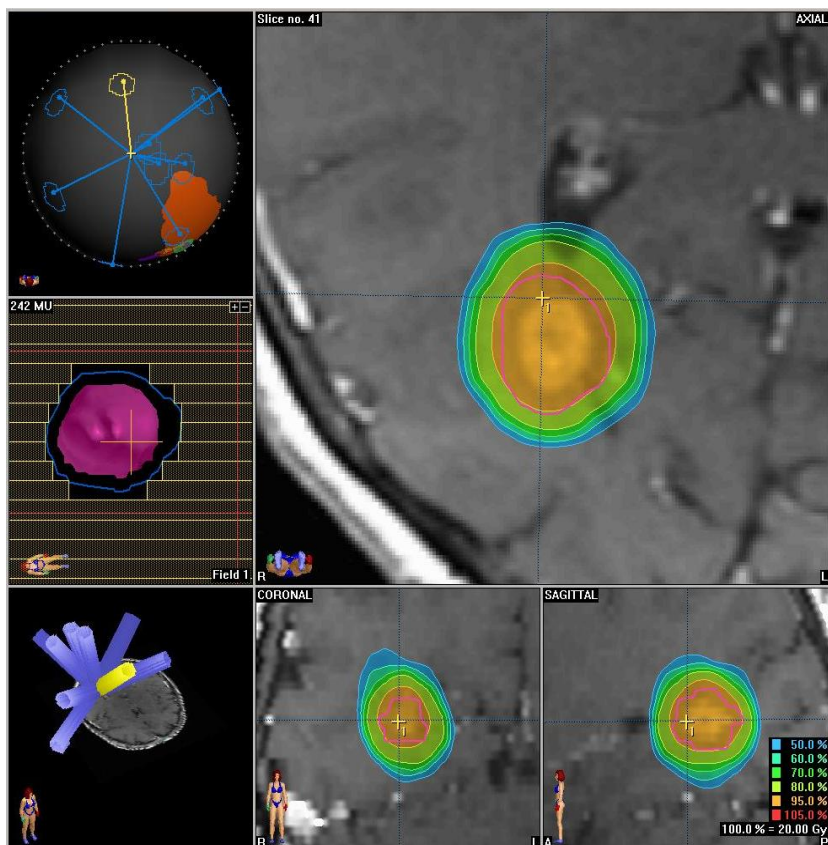 Slice no. 41
AXIAL
242 MU
+ -
i
R
L
Field 1.
CORONAL
SAGITTAL
i
i
50.0 %
60.0 %
70.0 %
80.0 %
95.0 %
105.0 %
100.0 % = 20.00 Gy
R
L
A
P